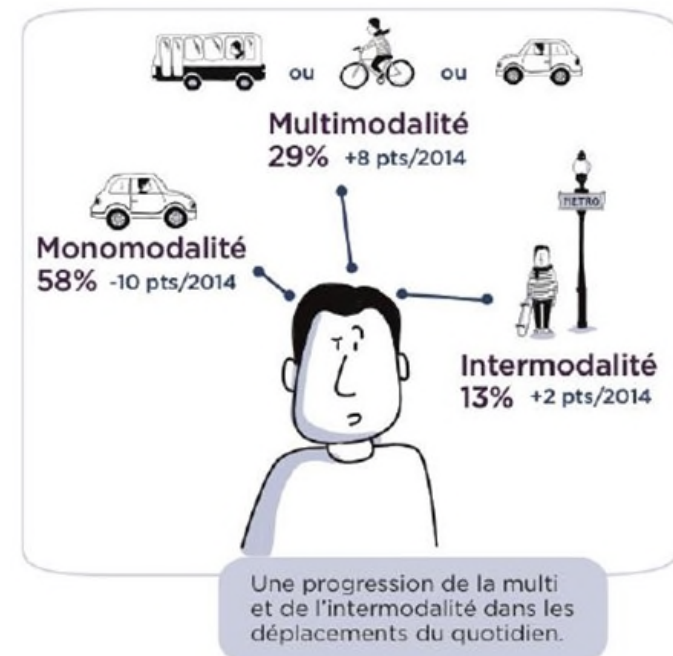 ou ou
Multimodalité
29% +8 pts/2014
Monomodalité
58% -10 pts/2014
METRO
Intermodalité
13% +2 pts/2014
Une progression de la multi
et de l'intermodalité dans les
déplacements du quotidien.